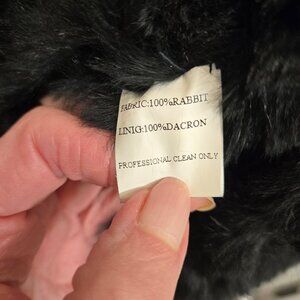 FABRIC:100%RABBIT
LINIG:100%DACRON
PROFESSIONAL CLEAN ONLY